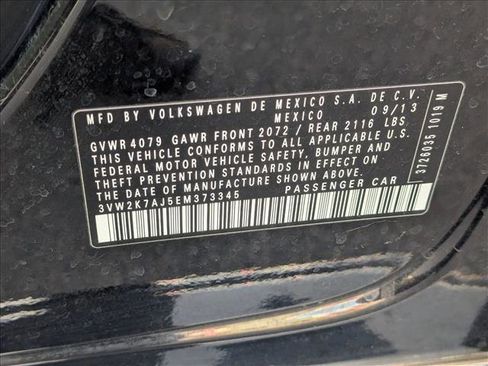 MFD BY VOLKSWAGEN DE MEXICO S.A. DE C.V.
MEXICO 09/13
GVWR 4079 GAWR FRONT 2072 / REAR 2116 LBS.
THIS VEHICLE CONFORMS TO ALL APPLICABLE U.S.
FEDERAL MOTOR VEHICLE SAFETY, BUMPER AND
THEFT PREVENTION STANDARDS IN EFFECT ON
THE DATE OF MANUFACTURE SHOWN ABOVE.
3VW2K7AJ5EM373345 PASSENGER CAR
3726035 1019 M